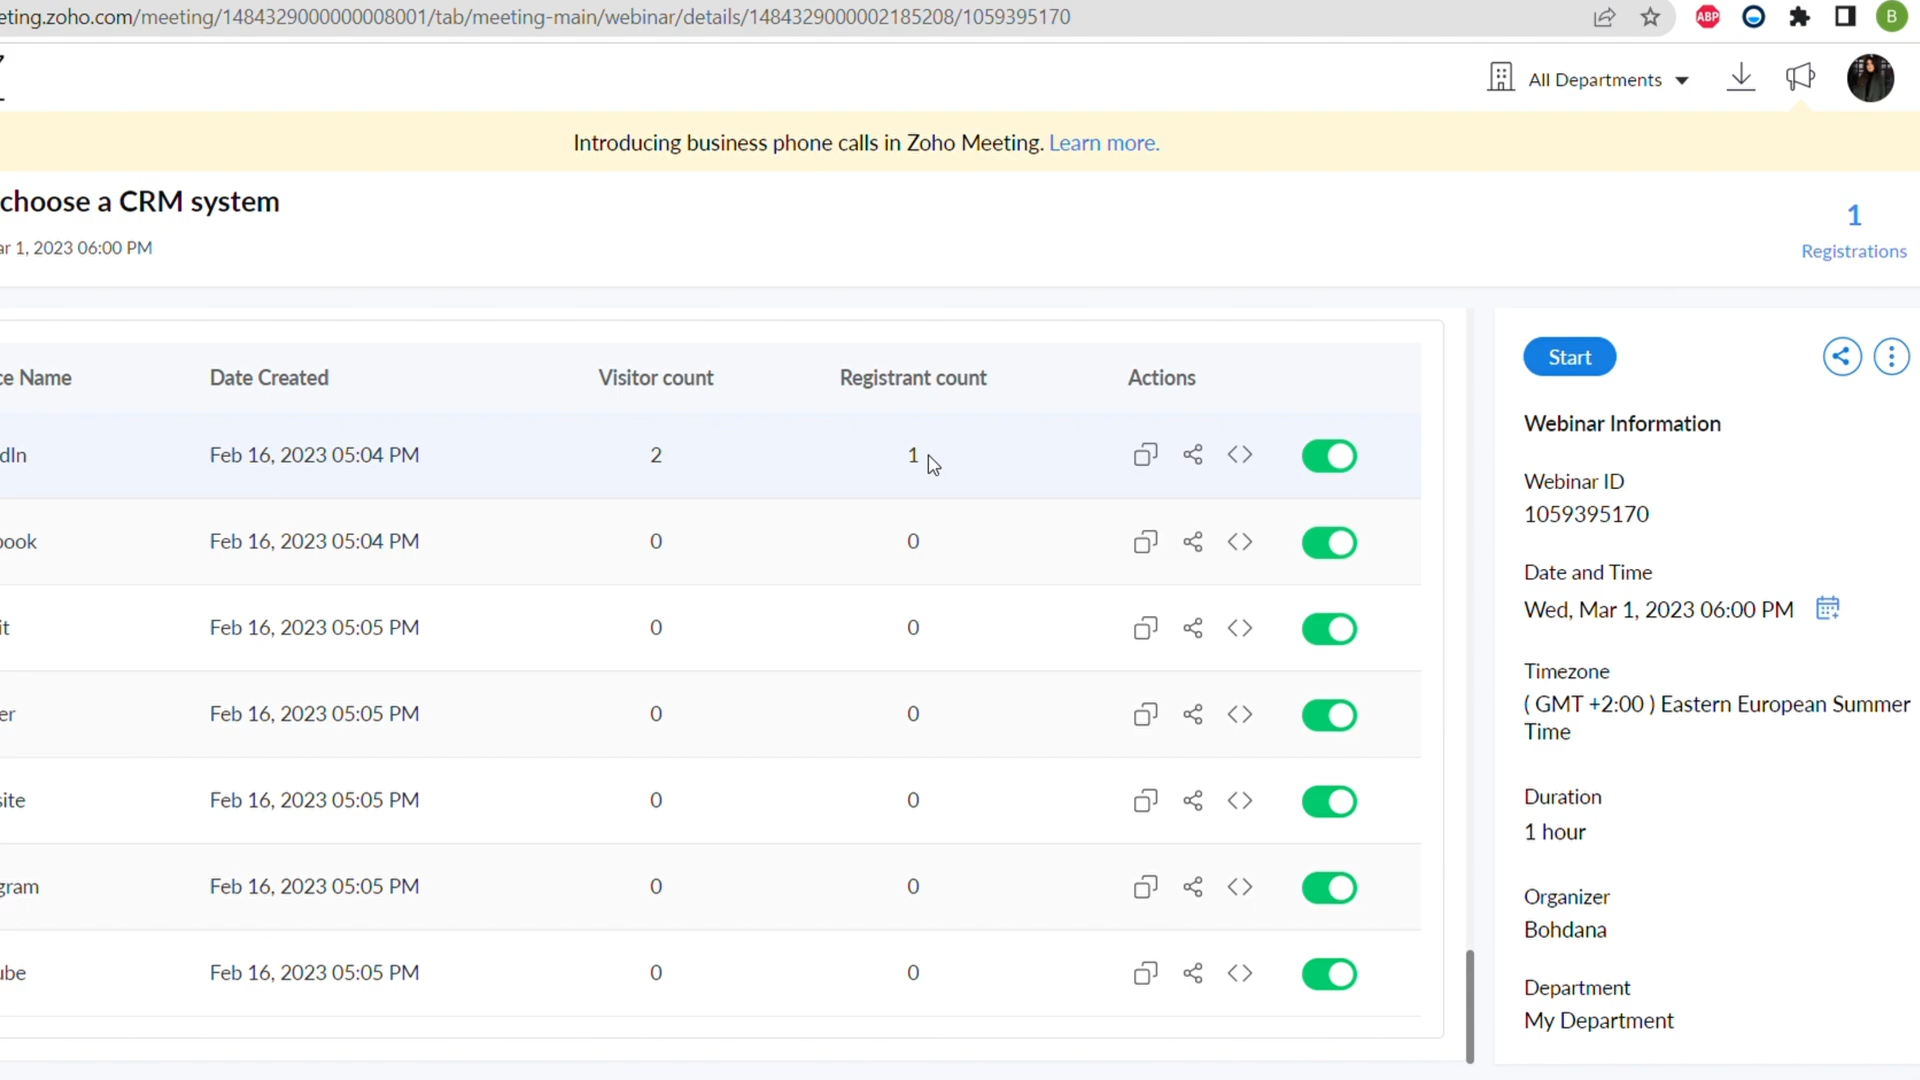 eting.zoho.com/meeting/1484329000000008001/tab/meeting-main/webinar/details/1484329000002185208/1059395170
ABP
B
All Departments
Introducing business phone calls in Zoho Meeting. Learn more.
choose a CRM system
ar 1, 2023 06:00 PM
1
Registrations
ce Name Date Created Visitor count Registrant count Actions
dIn Feb 16, 2023 05:04 PM 2 1
book Feb 16, 2023 05:04 PM 0 0
it Feb 16, 2023 05:05 PM 0 0
er Feb 16, 2023 05:05 PM 0 0
site Feb 16, 2023 05:05 PM 0 0
gram Feb 16, 2023 05:05 PM 0 0
ube Feb 16, 2023 05:05 PM 0 0
Start
Webinar Information
Webinar ID
1059395170
Date and Time
Wed, Mar 1, 2023 06:00 PM
Timezone
( GMT +2:00 ) Eastern European Summer
Time
Duration
1 hour
Organizer
Bohdana
Department
My Department